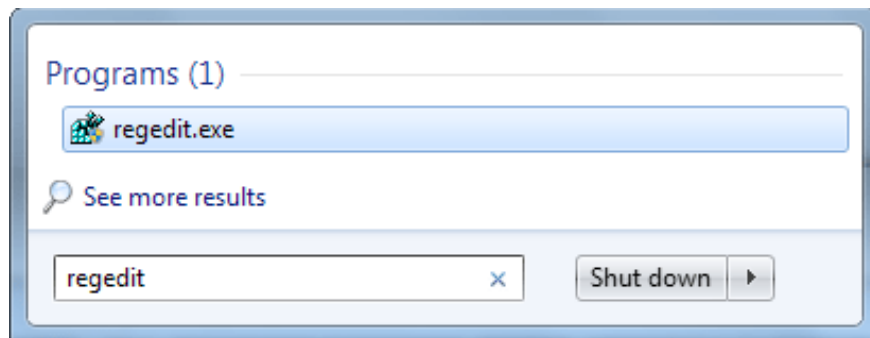 Programs (1)
regedit.exe
See more results
regedit
Shut down